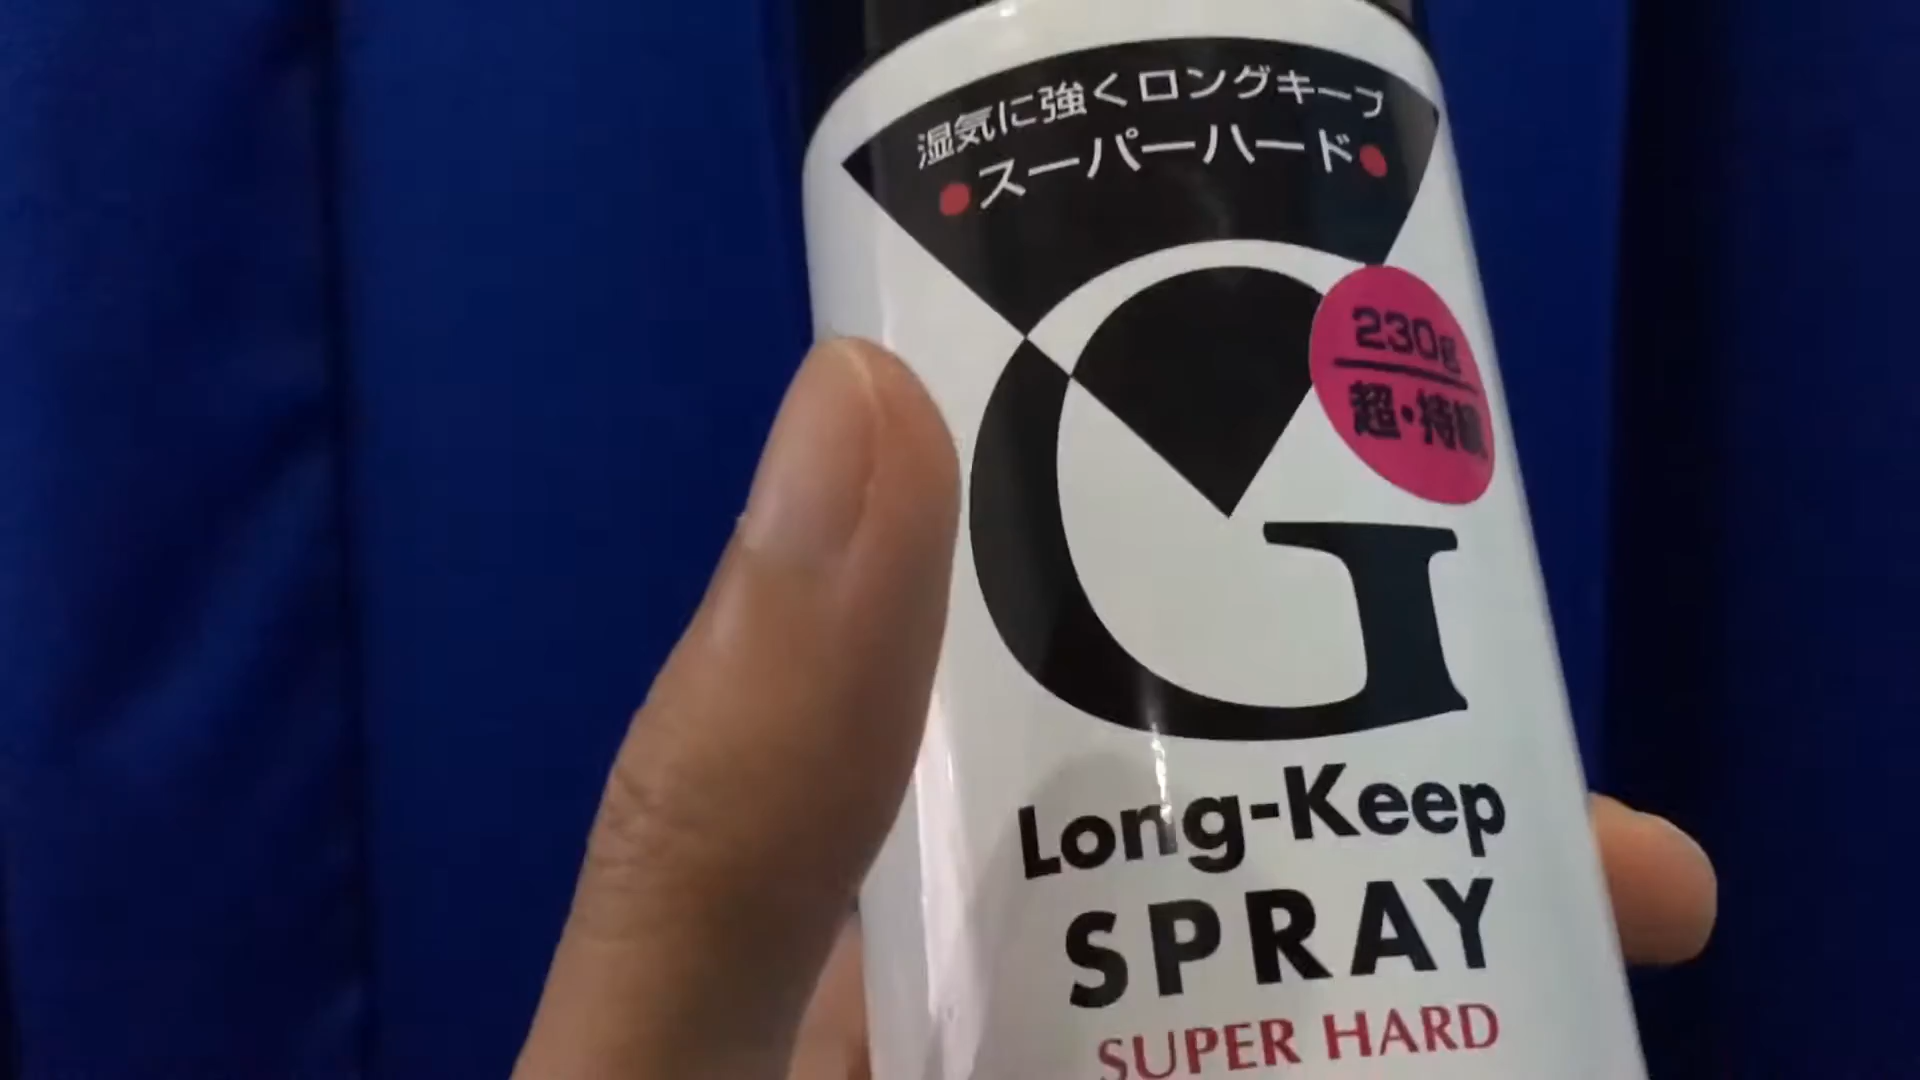 湿気に強くロングキープ
スーパーハード
230g
超・持続
G
Long-Keep
SPRAY
SUPER HARD